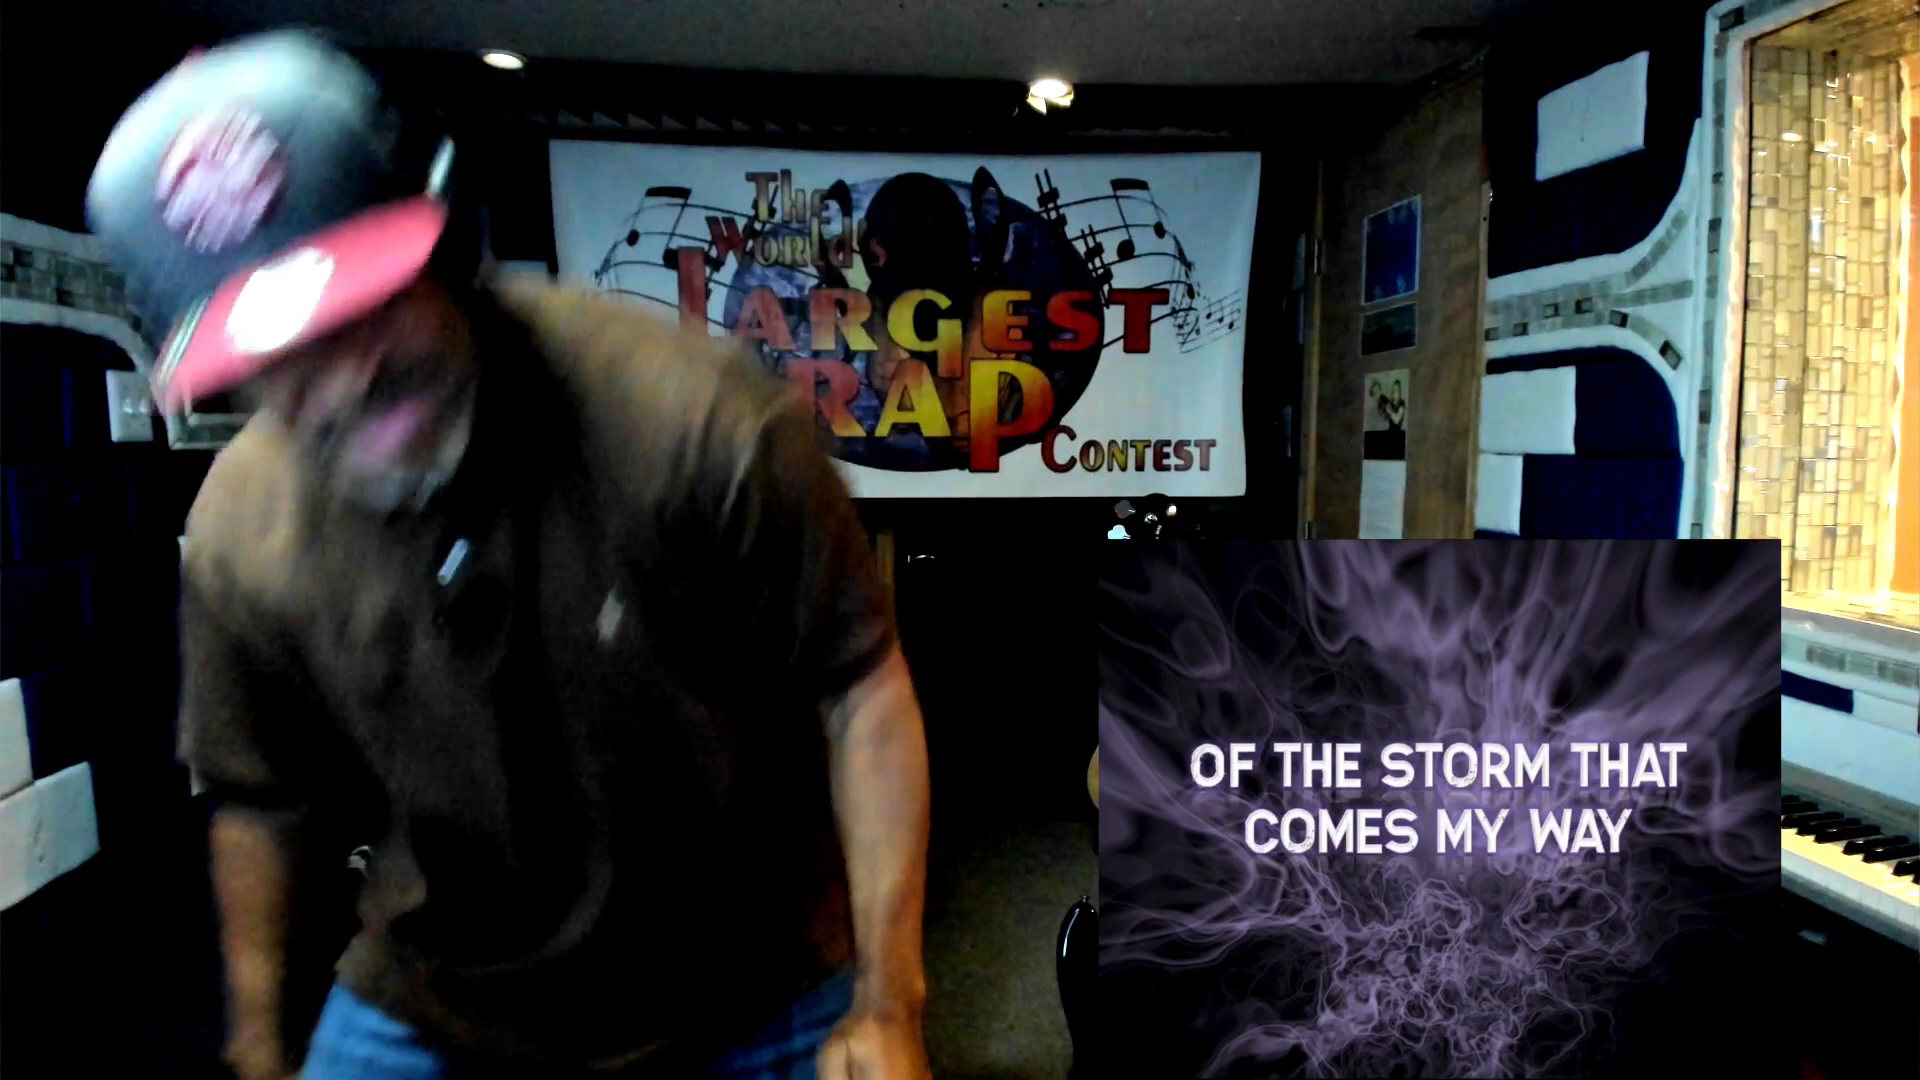 The
World's
Largest
Rap
Contest
OF THE STORM THAT
COMES MY WAY